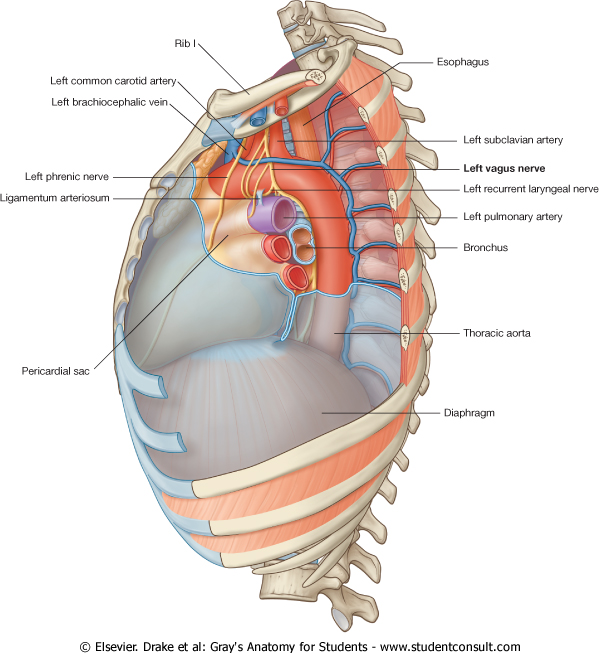 Rib I
Esophagus
Left common carotid artery
Left brachiocephalic vein
Left subclavian artery
Left vagus nerve
Left phrenic nerve
Left recurrent laryngeal nerve
Ligamentum arteriosum
Left pulmonary artery
Bronchus
Thoracic aorta
Pericardial sac
Diaphragm
© Elsevier. Drake et al: Gray's Anatomy for Students - www.studentconsult.com